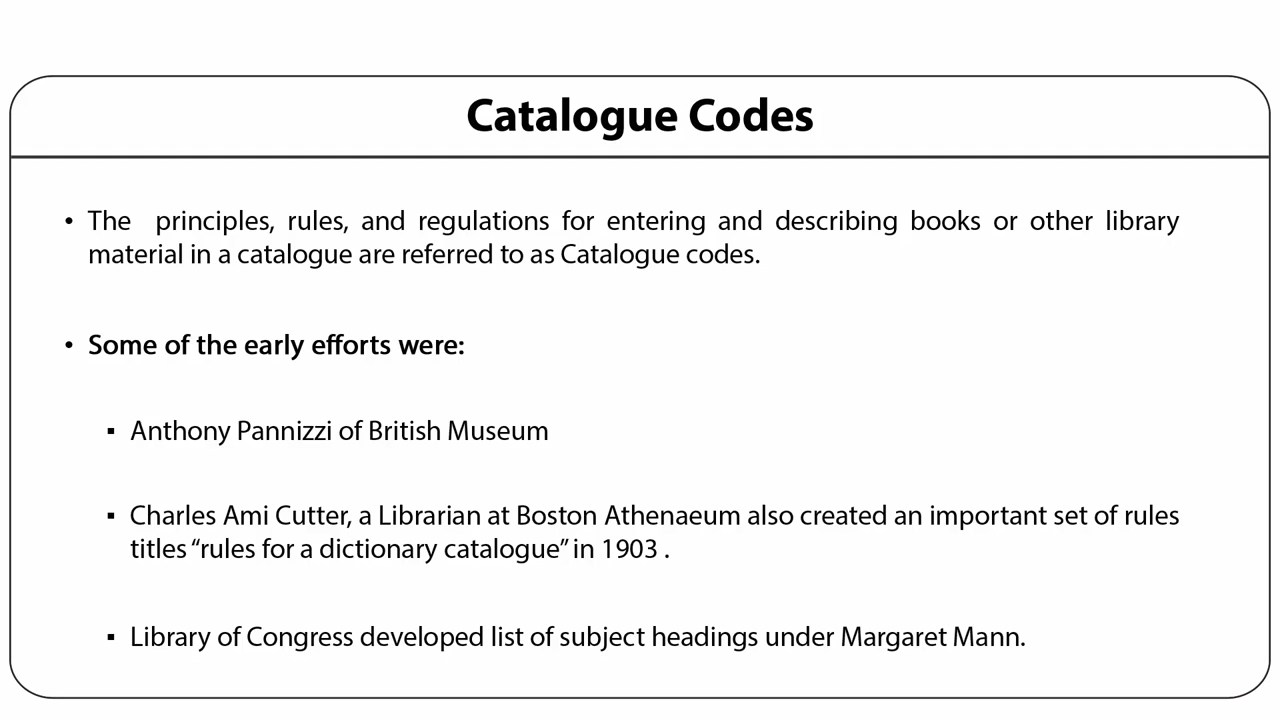 Catalogue Codes
• The principles, rules, and regulations for entering and describing books or other library
material in a catalogue are referred to as Catalogue codes.
• Some of the early efforts were:
▪ Anthony Pannizzi of British Museum
▪ Charles Ami Cutter, a Librarian at Boston Athenaeum also created an important set of rules
titles “rules for a dictionary catalogue” in 1903 .
▪ Library of Congress developed list of subject headings under Margaret Mann.